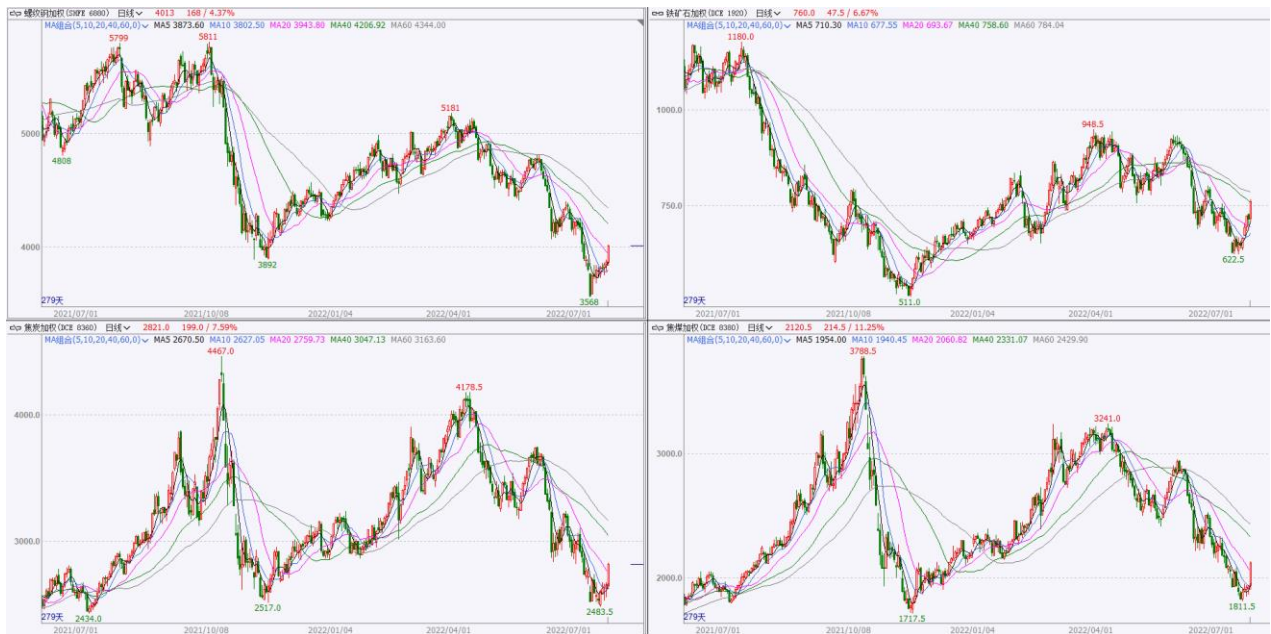 螺纹钢加权(SHFE 6880) 日线 4013 168 / 4.37%
MA组合(5,10,20,40,60,0) MA5 3873.60 MA10 3802.50 MA20 3943.80 MA40 4206.92 MA60 4344.00
5799
5811
5181
5000
4808
4000
3892
3568
279天
2021/07/01 2021/10/08 2022/01/04 2022/04/01 2022/07/01
铁矿石加权(DCE 1920) 日线 760.0 47.5 / 6.67%
MA组合(5,10,20,40,60,0) MA5 710.30 MA10 677.55 MA20 693.67 MA40 758.60 MA60 784.04
1180.0
1000.0
948.5
750.0
622.5
511.0
279天
2021/07/01 2021/10/08 2022/01/04 2022/04/01 2022/07/01
焦炭加权(DCE 8360) 日线 2821.0 199.0 / 7.59%
MA组合(5,10,20,40,60,0) MA5 2670.50 MA10 2627.05 MA20 2759.73 MA40 3047.13 MA60 3163.60
4467.0
4178.5
4000.0
3000.0
2517.0
2483.5
2434.0
279天
2021/07/01 2021/10/08 2022/01/04 2022/04/01 2022/07/01
焦煤加权(DCE 8380) 日线 2120.5 214.5 / 11.25%
MA组合(5,10,20,40,60,0) MA5 1954.00 MA10 1940.45 MA20 2060.82 MA40 2331.07 MA60 2429.90
3788.5
3241.0
3000.0
2000.0
1811.5
1717.5
279天
2021/07/01 2021/10/08 2022/01/04 2022/04/01 2022/07/01